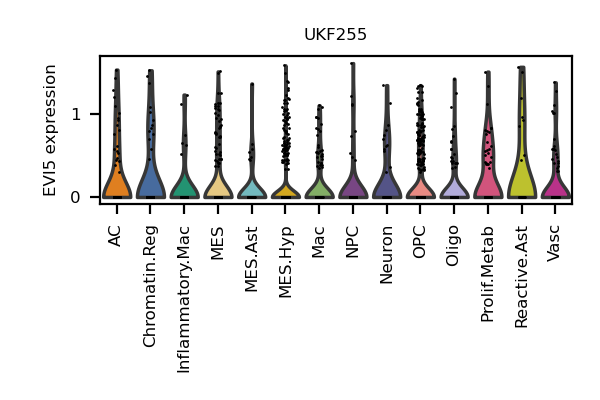 UKF255
EVI5 expression
1
0
AC
Chromatin.Reg
Inflammatory.Mac
MES
MES.Ast
MES.Hyp
Mac
NPC
Neuron
OPC
Oligo
Prolif.Metab
Reactive.Ast
Vasc